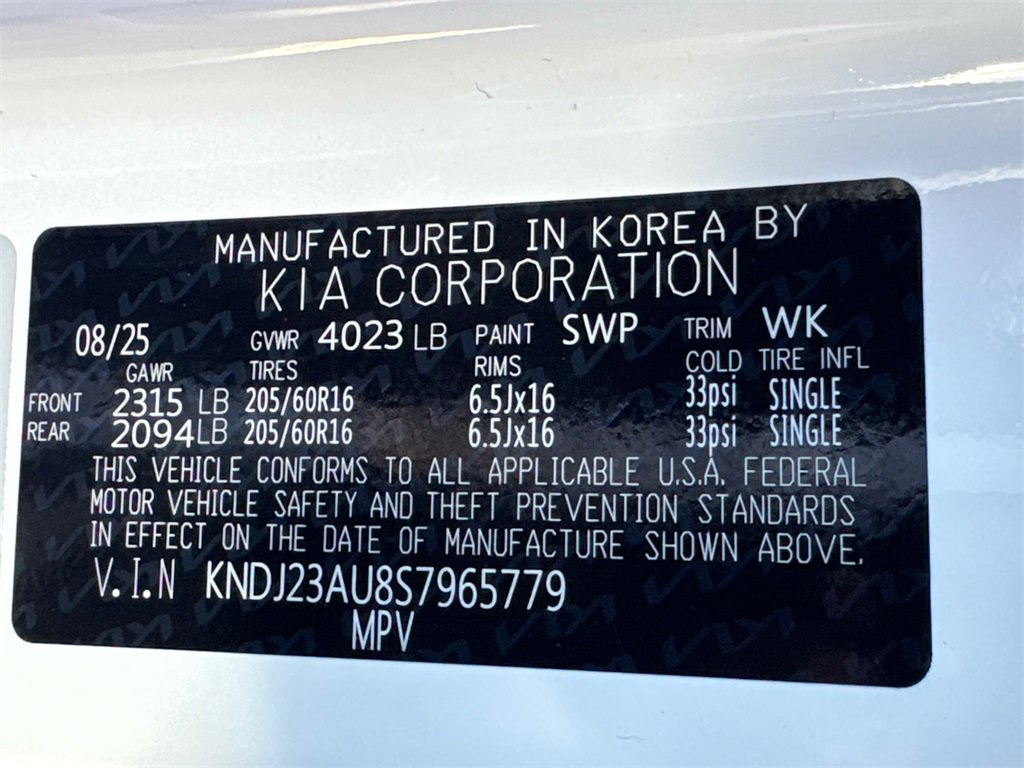 MANUFACTURED IN KOREA BY
KIA CORPORATION
08/25 GVWR 4023 LB PAINT SWP TRIM WK
GAWR TIRES RIMS COLD TIRE INFL
FRONT 2315 LB 205/60R16 6.5Jx16 33psi SINGLE
REAR 2094LB 205/60R16 6.5Jx16 33psi SINGLE
THIS VEHICLE CONFORMS TO ALL APPLICABLE U.S.A. FEDERAL
MOTOR VEHICLE SAFETY AND THEFT PREVENTION STANDARDS
IN EFFECT ON THE DATE OF MANUFACTURE SHOWN ABOVE.
V.I.N KNDJ23AU8S7965779
MPV